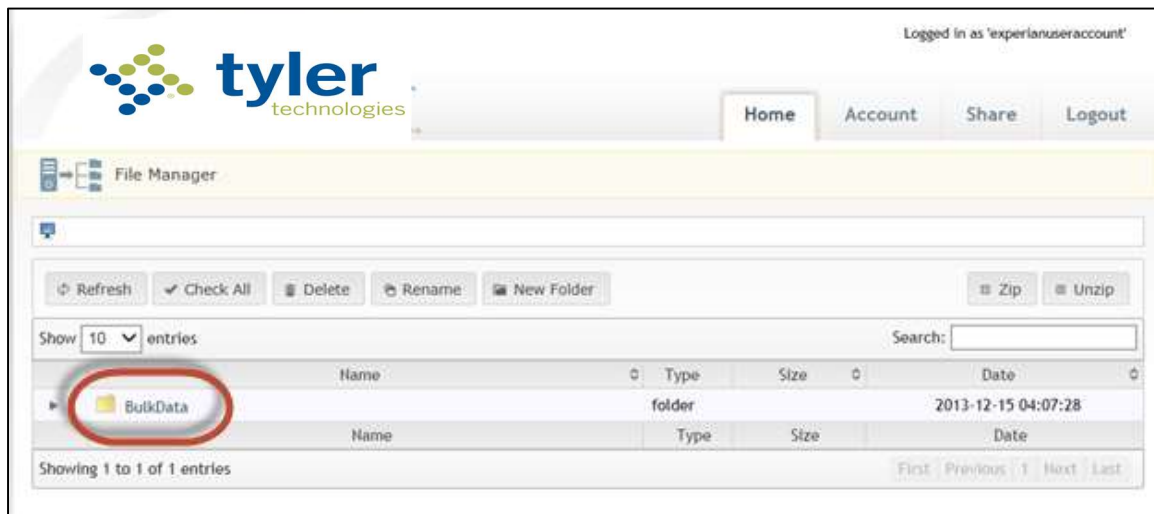 Logged in as 'experianuseraccount'
tyler
technologies
Home Account Share Logout
File Manager
Refresh Check All Delete Rename New Folder Zip Unzip
Show 10 entries Search:
Name Type Size Date
BulkData folder 2013-12-15 04:07:28
Name Type Size Date
Showing 1 to 1 of 1 entries First Previous 1 Next Last